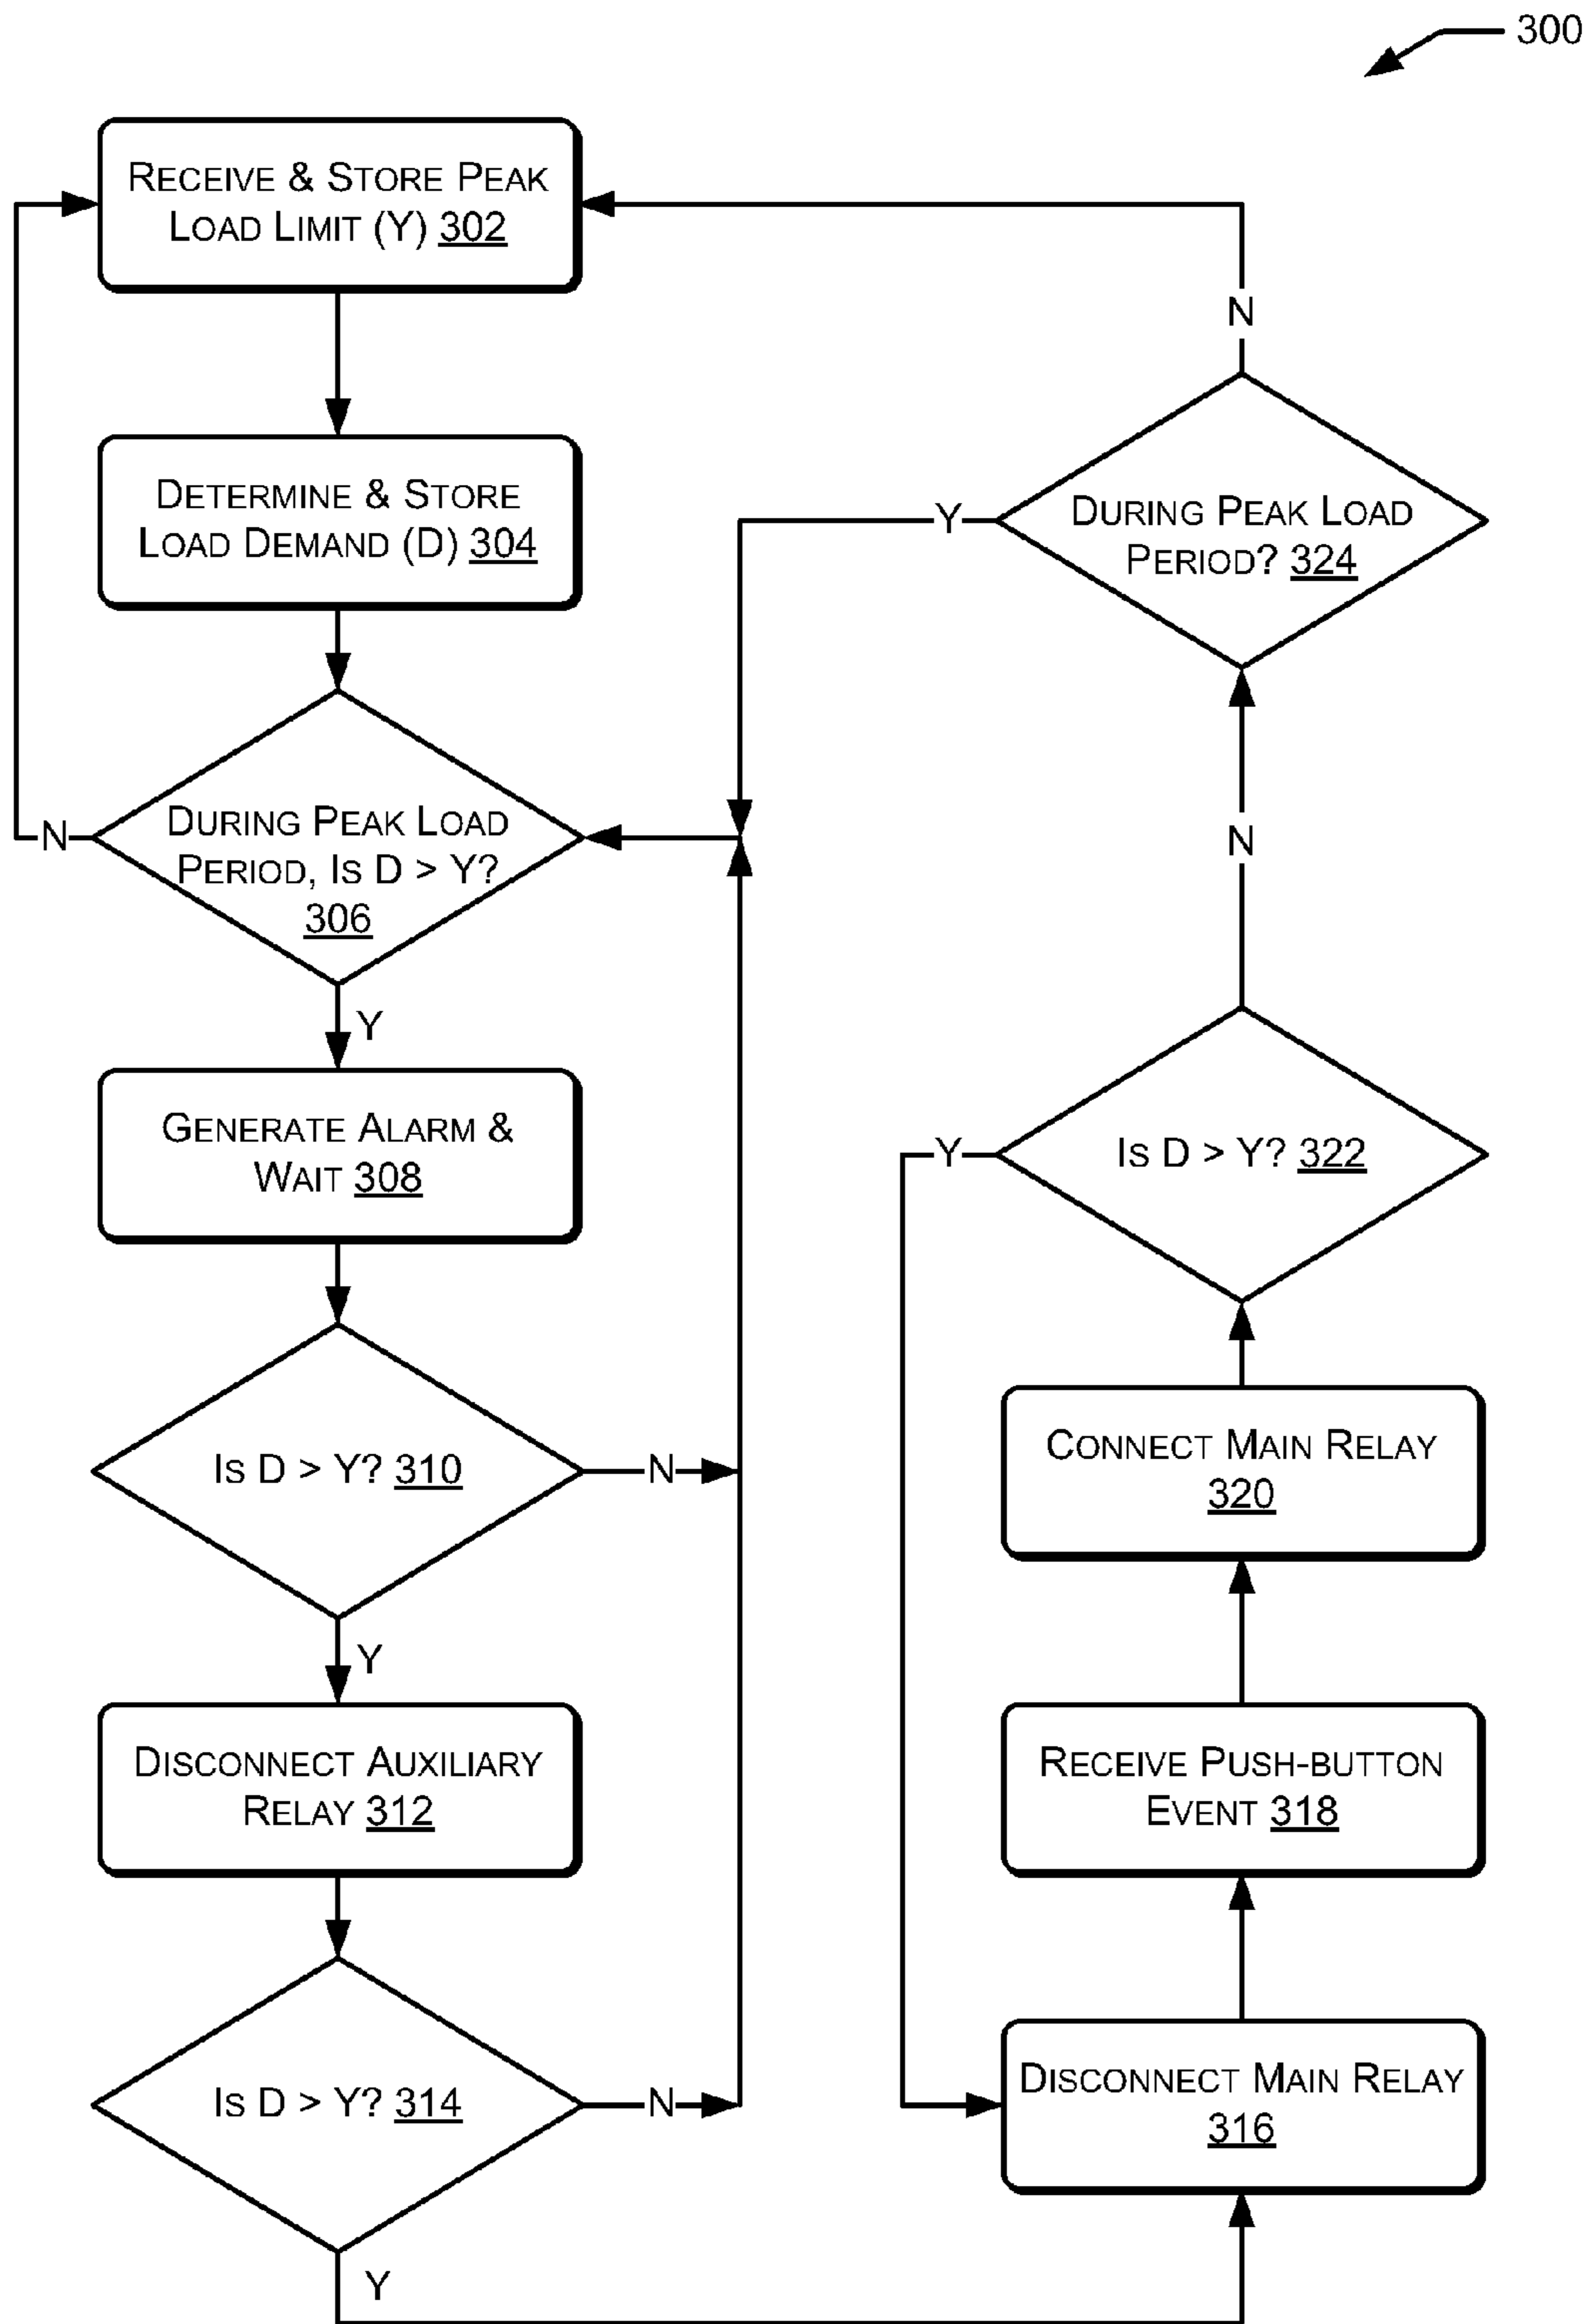 300
RECEIVE & STORE PEAK
LOAD LIMIT (Y) 302
DETERMINE & STORE
LOAD DEMAND (D) 304
DURING PEAK LOAD
PERIOD, IS D > Y?
306
N
Y
GENERATE ALARM &
WAIT 308
IS D > Y? 310
N
Y
DISCONNECT AUXILIARY
RELAY 312
IS D > Y? 314
N
Y
N
DURING PEAK LOAD
PERIOD? 324
Y
N
IS D > Y? 322
Y
CONNECT MAIN RELAY
320
RECEIVE PUSH-BUTTON
EVENT 318
DISCONNECT MAIN RELAY
316